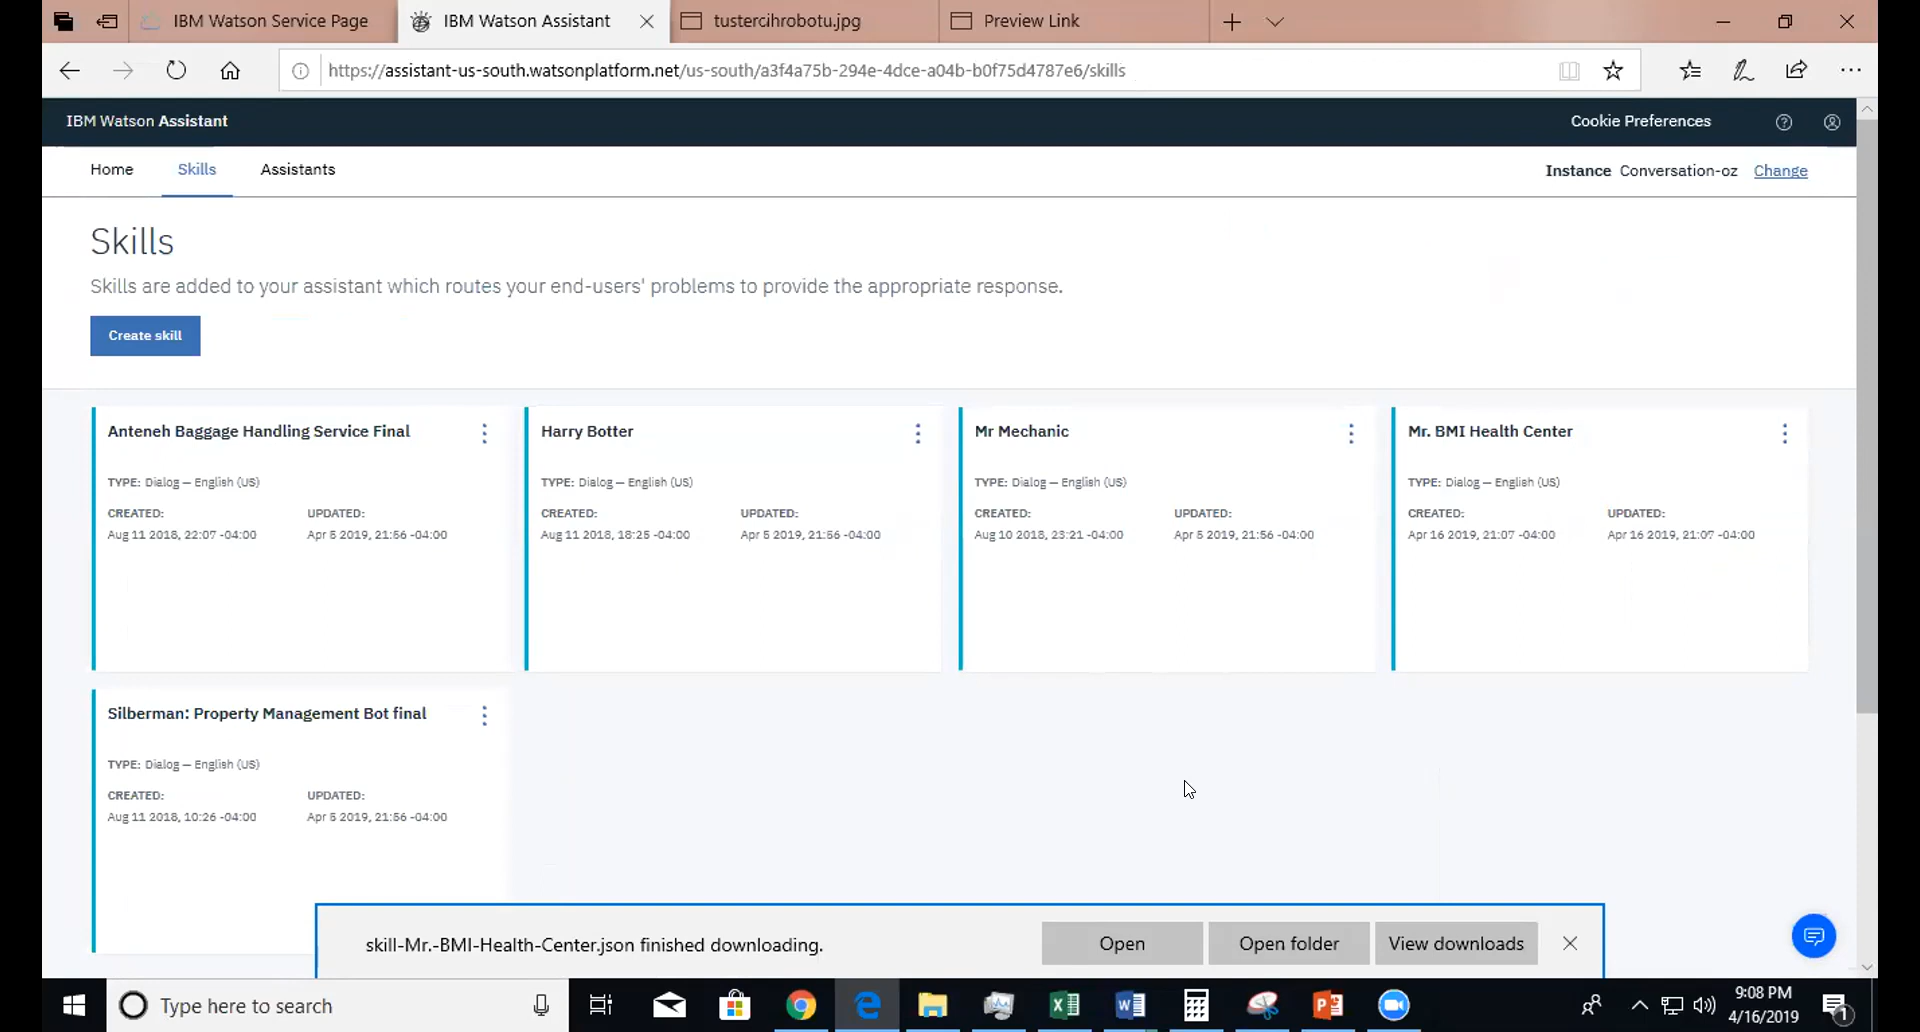 IBM Watson Service Page
IBM Watson Assistant
tustercihrobotu.jpg
Preview Link
https://assistant-us-south.watsonplatform.net/us-south/a3f4a75b-294e-4dce-a04b-b0f75d4787e6/skills
IBM Watson Assistant
Cookie Preferences
Home
Skills
Assistants
Instance Conversation-oz Change
Skills
Skills are added to your assistant which routes your end-users' problems to provide the appropriate response.
Create skill
Anteneh Baggage Handling Service Final
TYPE: Dialog — English (US)
CREATED: UPDATED:
Aug 11 2018, 22:07 -04:00 Apr 5 2019, 21:56 -04:00
Harry Botter
TYPE: Dialog — English (US)
CREATED: UPDATED:
Aug 11 2018, 18:25 -04:00 Apr 5 2019, 21:56 -04:00
Mr Mechanic
TYPE: Dialog — English (US)
CREATED: UPDATED:
Aug 10 2018, 23:21 -04:00 Apr 5 2019, 21:56 -04:00
Mr. BMI Health Center
TYPE: Dialog — English (US)
CREATED: UPDATED:
Apr 16 2019, 21:07 -04:00 Apr 16 2019, 21:07 -04:00
Silberman: Property Management Bot final
TYPE: Dialog — English (US)
CREATED: UPDATED:
Aug 11 2018, 10:26 -04:00 Apr 5 2019, 21:56 -04:00
skill-Mr.-BMI-Health-Center.json finished downloading.
Open
Open folder
View downloads
Type here to search
9:08 PM
4/16/2019
1